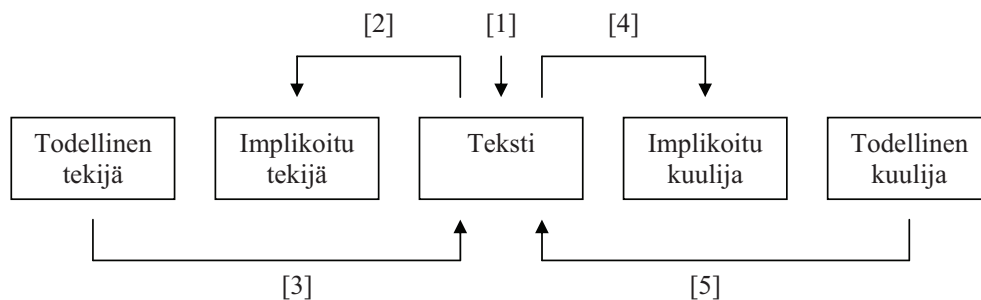 [2] [1] [4]
Todellinen tekijä
Implikoitu tekijä
Teksti
Implikoitu kuulija
Todellinen kuulija
[3] [5]